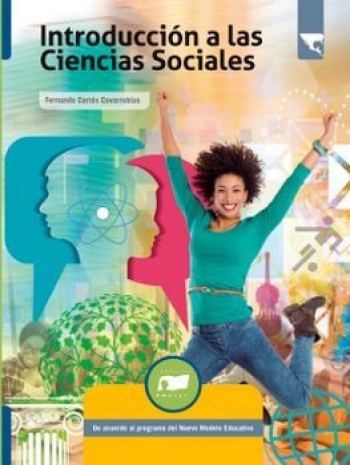 Introducción a las
Ciencias Sociales
Fernando Cortés Covarrubias
De acuerdo al programa del Nuevo Modelo Educativo